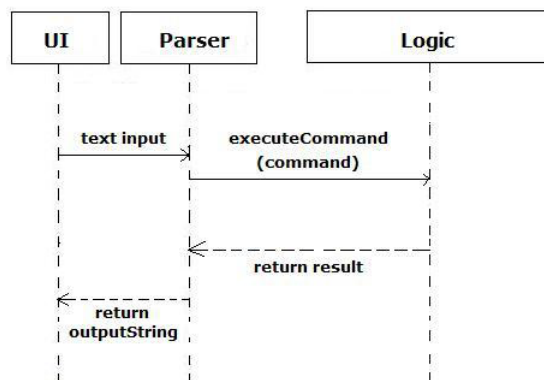 UI
Parser
Logic
text input
executeCommand
(command)
return result
return
outputString